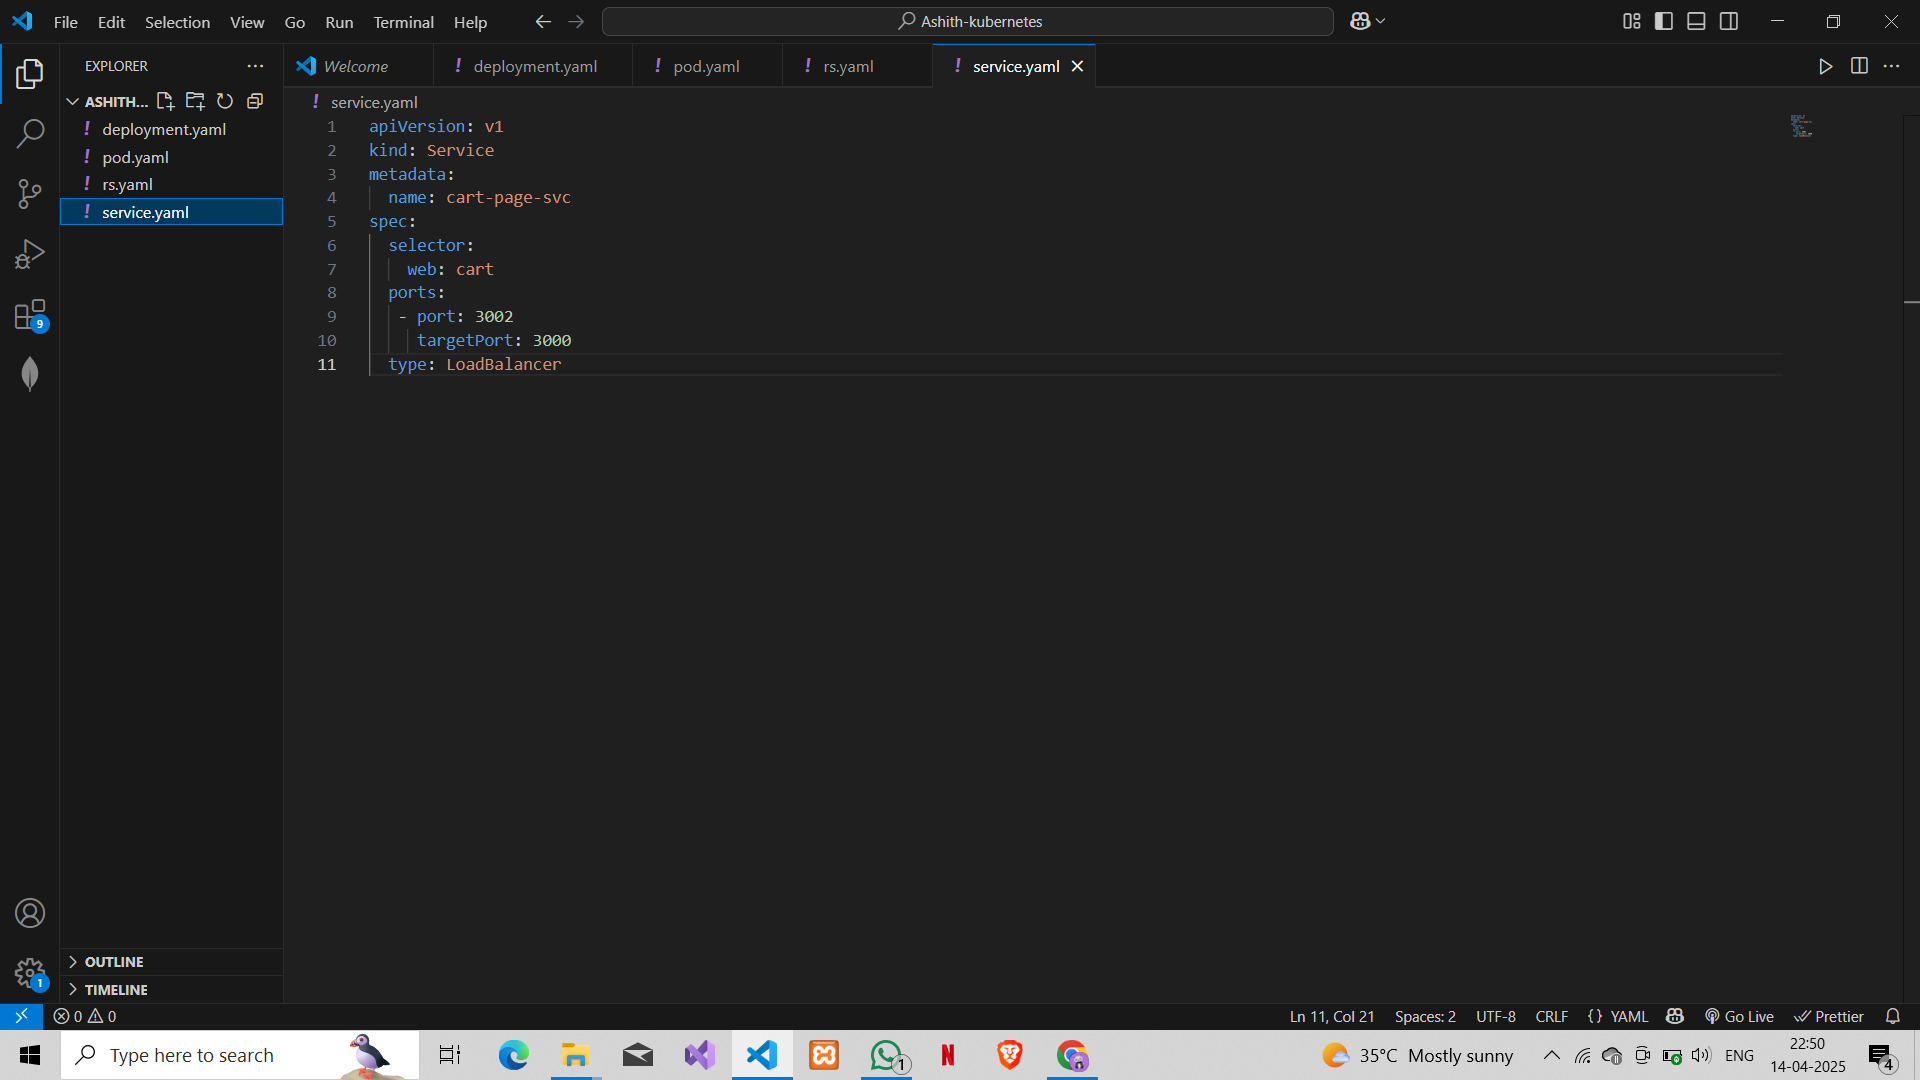 File Edit Selection View Go Run Terminal Help
Ashith-kubernetes
EXPLORER
ASHITH...
deployment.yaml
pod.yaml
rs.yaml
service.yaml
OUTLINE
TIMELINE
Welcome
! deployment.yaml
! pod.yaml
! rs.yaml
! service.yaml
! service.yaml
1 apiVersion: v1
2 kind: Service
3 metadata:
4 name: cart-page-svc
5 spec:
6 selector:
7 web: cart
8 ports:
9 - port: 3002
10 targetPort: 3000
11 type: LoadBalancer
9
1
0 0
Ln 11, Col 21 Spaces: 2 UTF-8 CRLF {} YAML Go Live Prettier
Type here to search
1
N
35°C Mostly sunny
ENG
22:50
14-04-2025
4